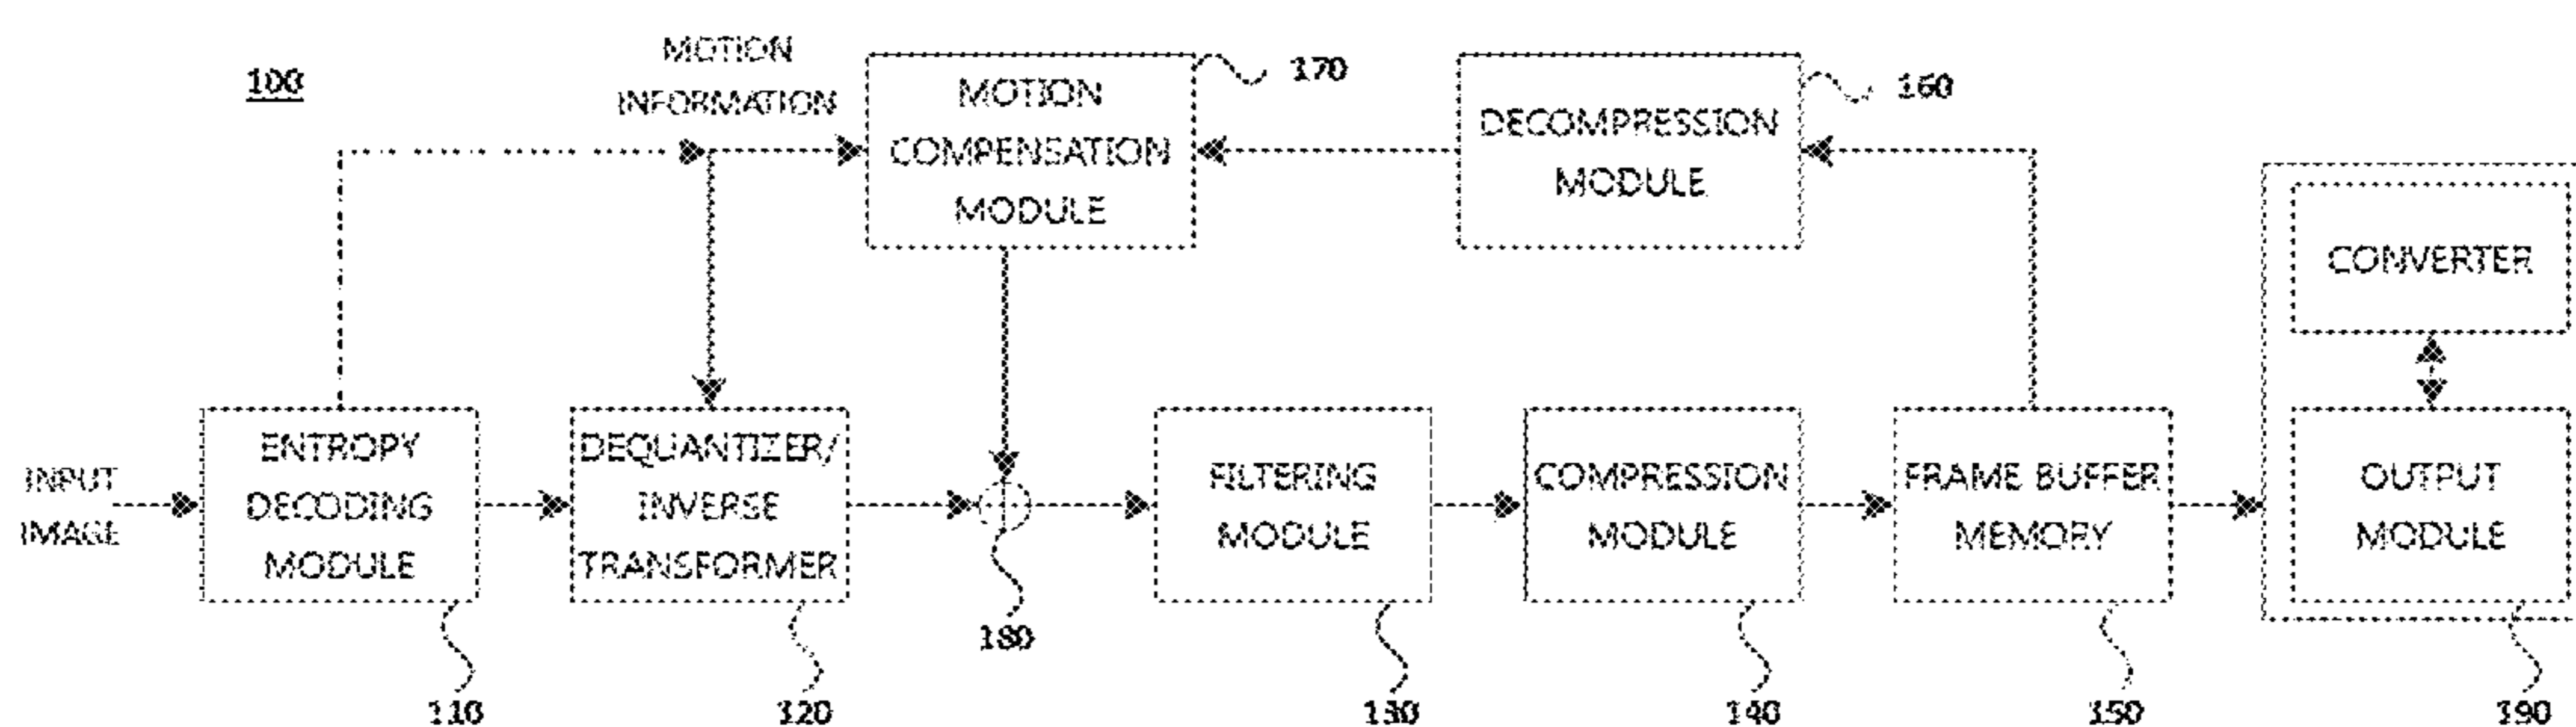 100
MOTION
INFORMATION
MOTION
COMPENSATION
MODULE
170
DECOMPRESSION
MODULE
160
CONVERTER
INPUT
IMAGE
ENTROPY
DECODING
MODULE
DEQUANTIZER/
INVERSE
TRANSFORMER
FILTERING
MODULE
COMPRESSION
MODULE
FRAME BUFFER
MEMORY
OUTPUT
MODULE
110
120
180
130
140
150
190